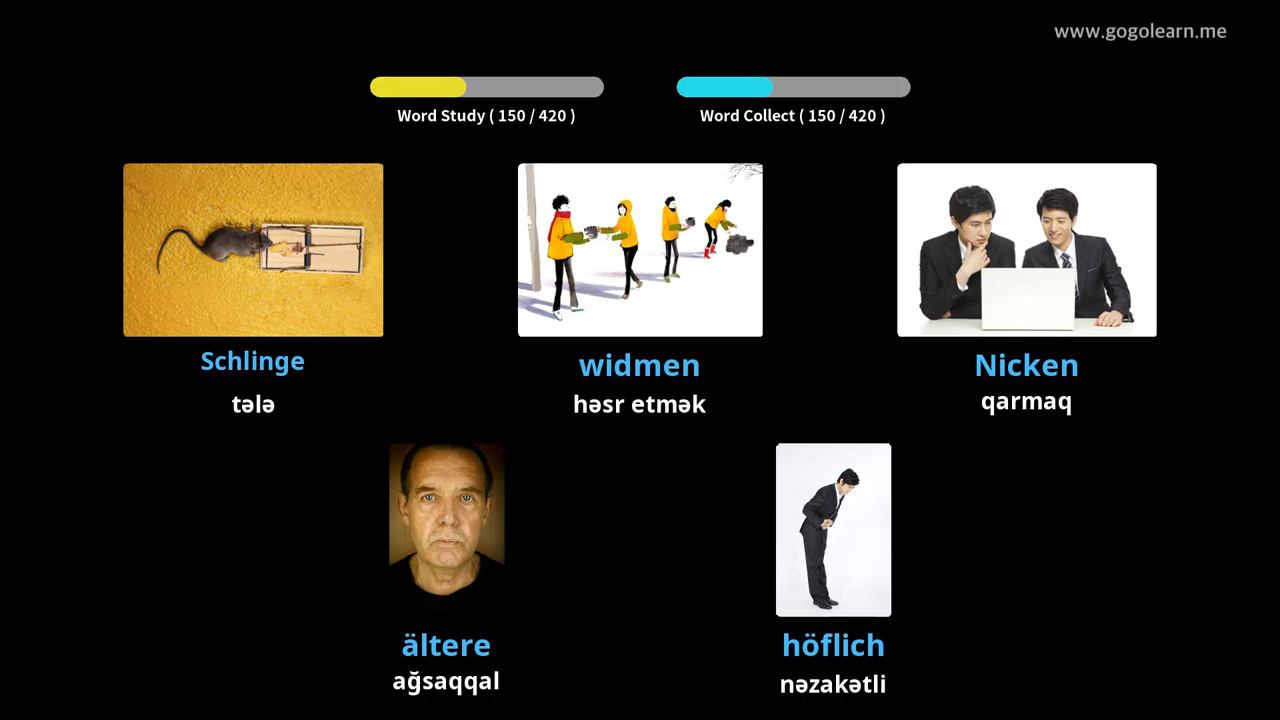 www.gogolearn.me
Word Study ( 150 / 420 )
Word Collect ( 150 / 420 )
Schlinge
tələ
widmen
həsr etmək
Nicken
qarmaq
ältere
ağsaqqal
höflich
nəzakətli